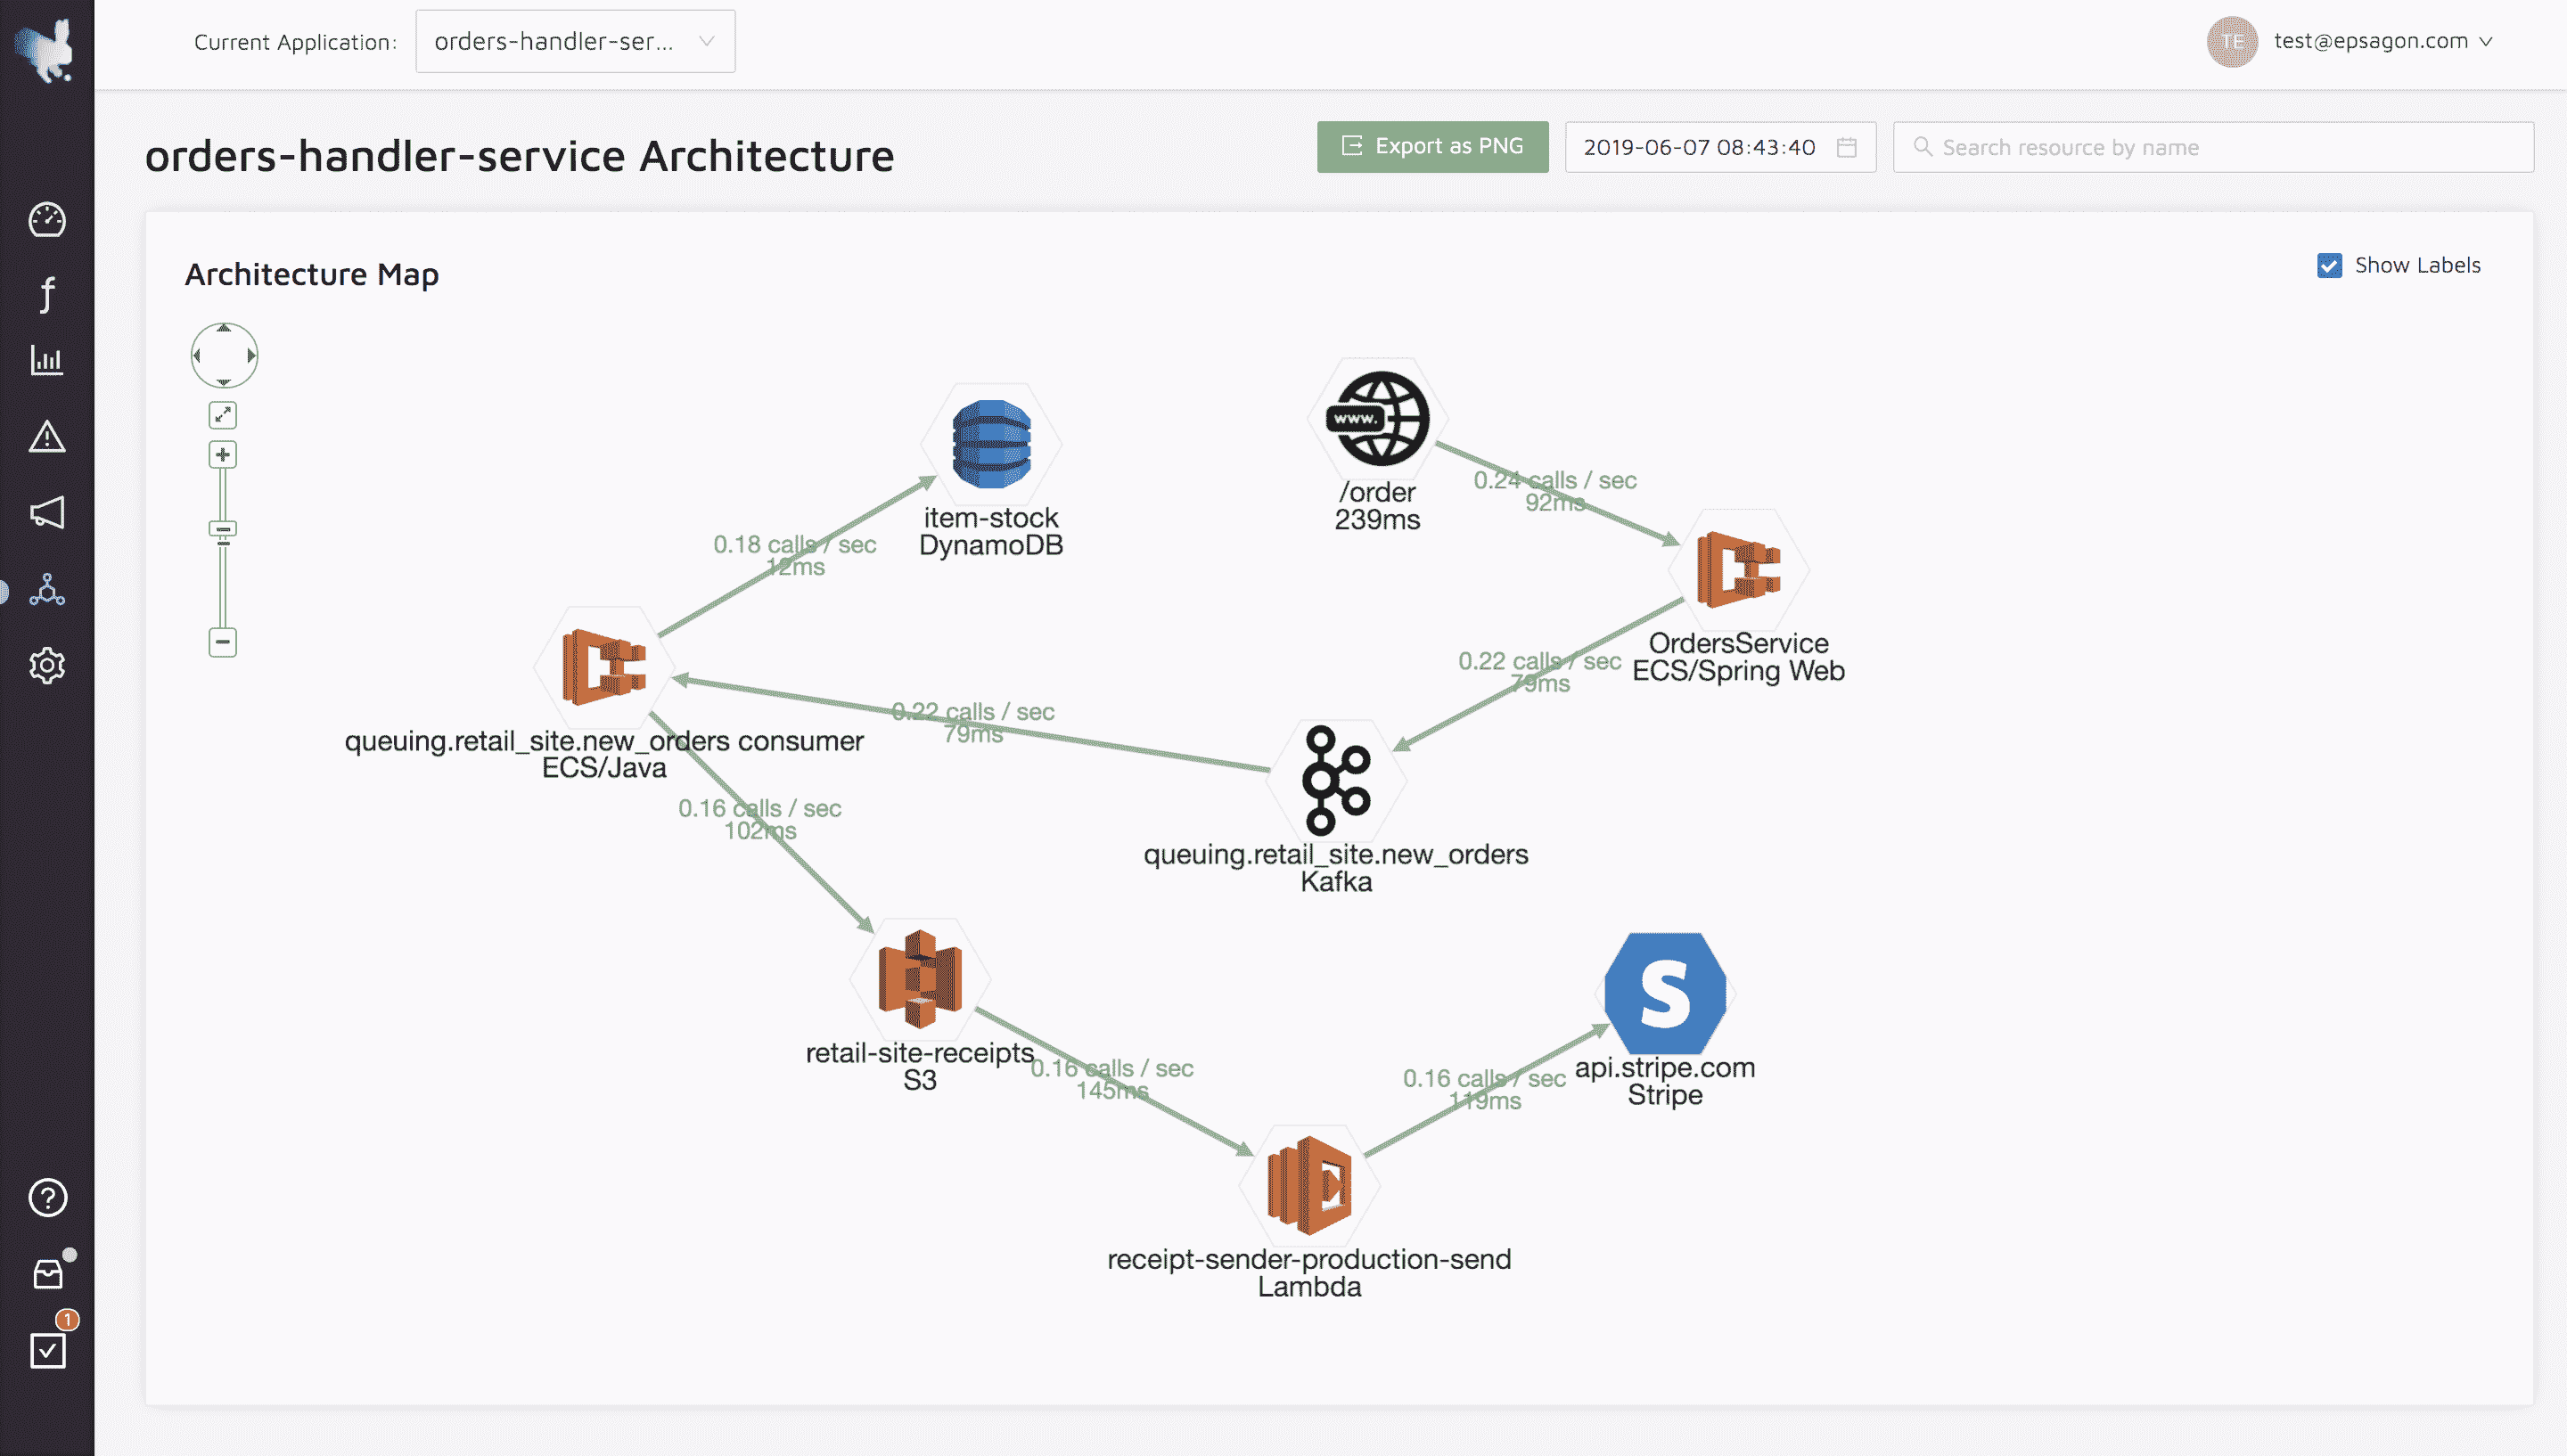 Current Application:
orders-handler-ser...
TE
test@epsagon.com
orders-handler-service Architecture
Export as PNG
2019-06-07 08:43:40
Search resource by name
Architecture Map
Show Labels
www.
/order
239ms
0.24 calls / sec
92ms
item-stock
DynamoDB
0.18 calls / sec
12ms
OrdersService
ECS/Spring Web
0.22 calls / sec
79ms
0.22 calls / sec
79ms
queuing.retail_site.new_orders consumer
ECS/Java
0.16 calls / sec
102ms
queuing.retail_site.new_orders
Kafka
retail-site-receipts
S3
0.16 calls / sec
145ms
S
api.stripe.com
Stripe
0.16 calls / sec
119ms
receipt-sender-production-send
Lambda
1